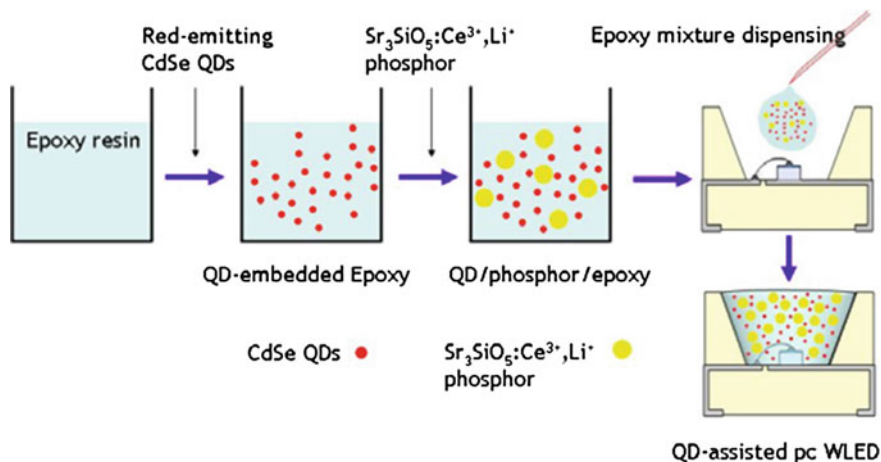 Red-emitting
CdSe QDs
Sr₃SiO₅:Ce³⁺,Li⁺
phosphor
Epoxy mixture dispensing
Epoxy resin
QD-embedded Epoxy
QD/phosphor/epoxy
CdSe QDs
Sr₃SiO₅:Ce³⁺,Li⁺
phosphor
QD-assisted pc WLED